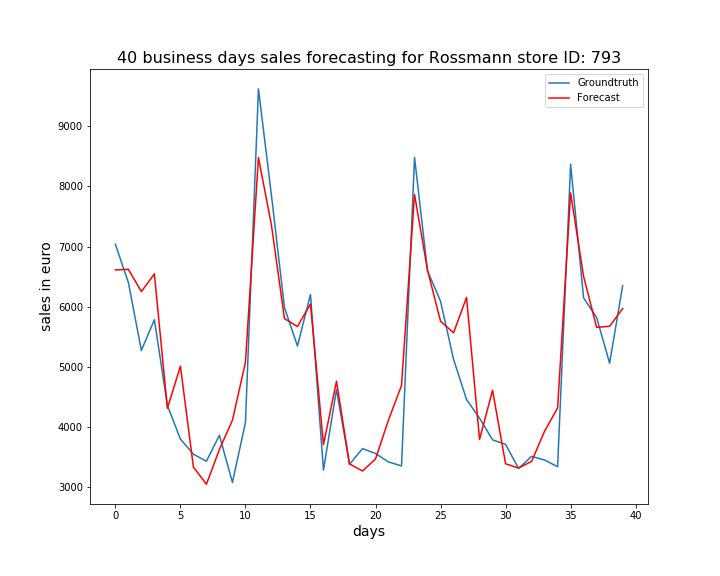 40 business days sales forecasting for Rossmann store ID: 793
Groundtruth
Forecast
sales in euro
9000
8000
7000
6000
5000
4000
3000
0 5 10 15 20 25 30 35 40
days